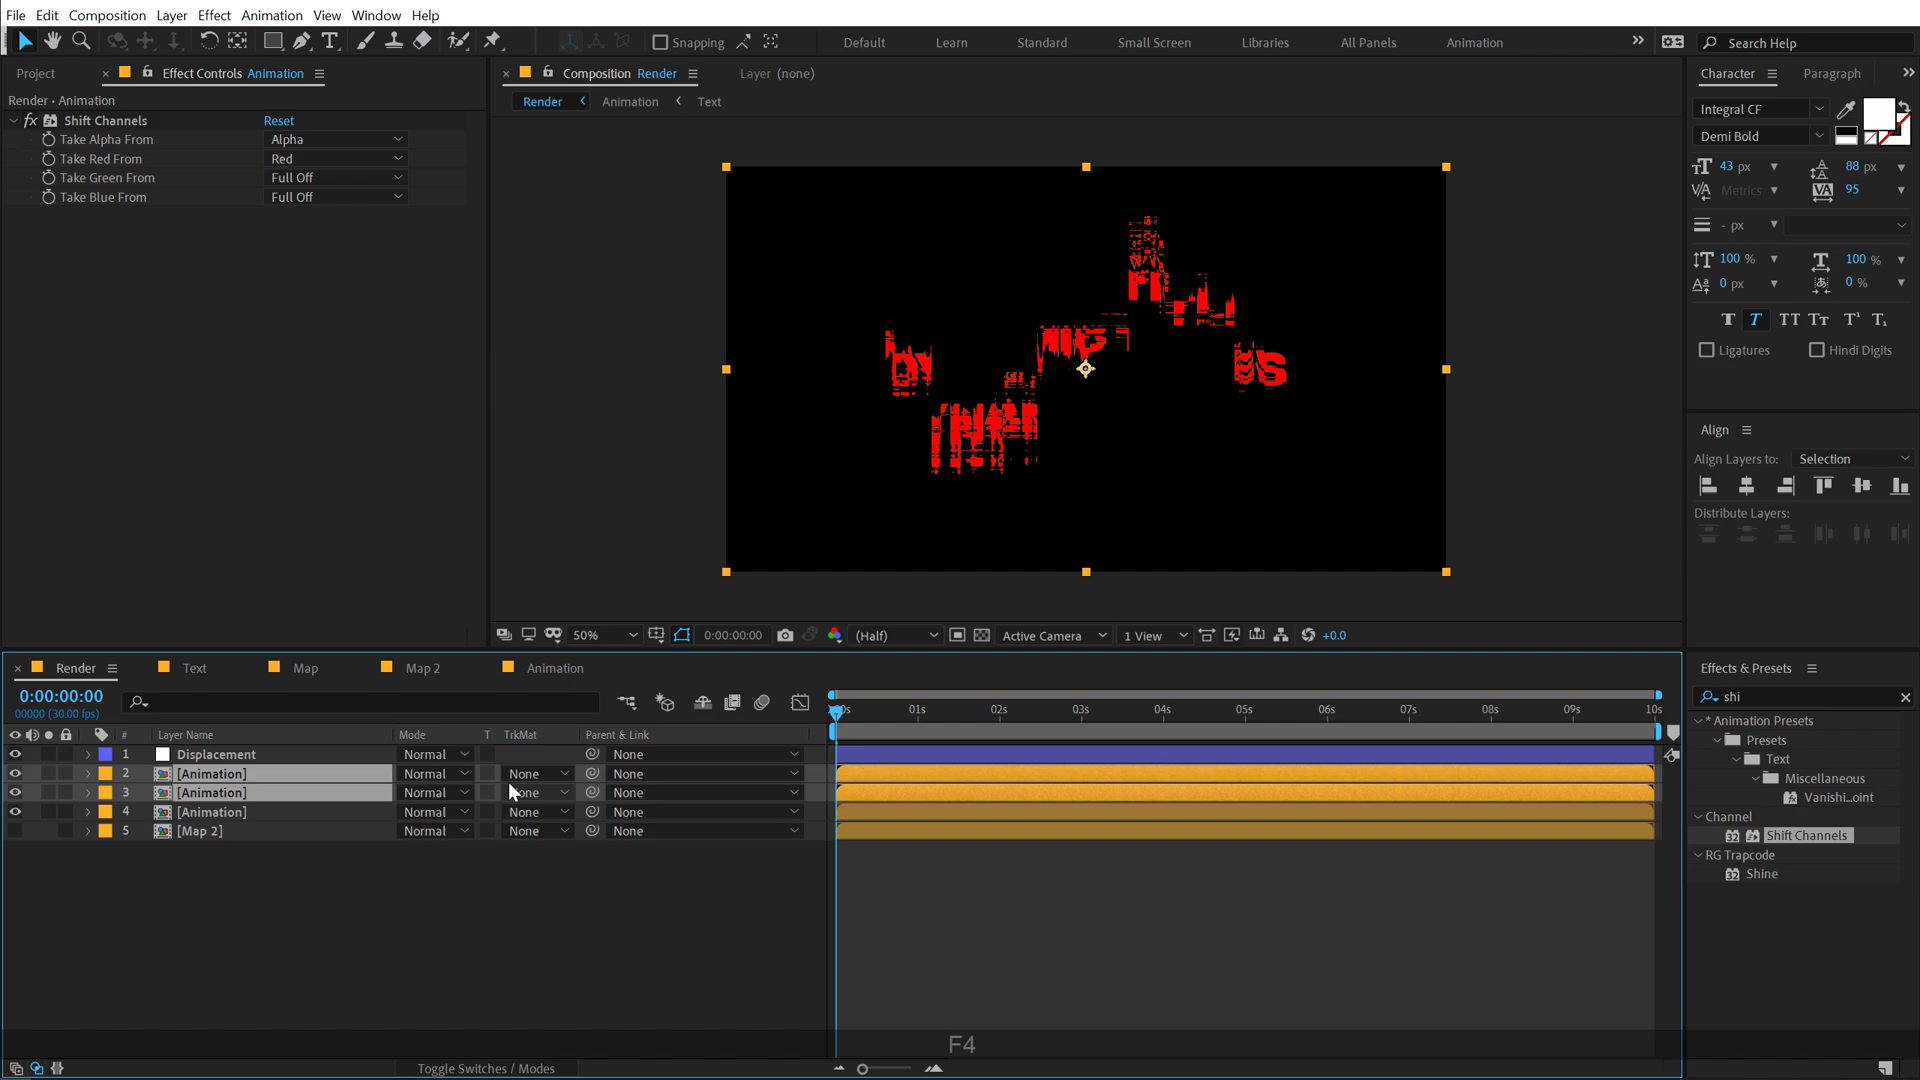 File Edit Composition Layer Effect Animation View Window Help
Snapping Default Learn Standard Small Screen Libraries All Panels Animation Search Help
Project Effect Controls Animation
Composition Render Layer (none)
Character Paragraph
Render • Animation
Render Animation Text
fx Shift Channels Reset
Take Alpha From Alpha
Take Red From Red
Take Green From Full Off
Take Blue From Full Off
Integral CF
Demi Bold
43 px 88 px
Metrics 95
- px
100 % 100 %
0 px 0 %
Ligatures Hindi Digits
Align
Align Layers to: Selection
Distribute Layers:
50% 0:00:00:00 (Half) Active Camera 1 View +0.0
Render Text Map Map 2 Animation
Effects & Presets
0:00:00:00
00000 (30.00 fps)
shi
01s 02s 03s 04s 05s 06s 07s 08s 09s 10s
# Layer Name Mode T TrkMat Parent & Link
1 Displacement Normal None
2 [Animation] Normal None None
3 [Animation] Normal None None
4 [Animation] Normal None None
5 [Map 2] Normal None None
* Animation Presets
Presets
Text
Miscellaneous
Vanishi...oint
Channel
Shift Channels
RG Trapcode
Shine
F4
Toggle Switches / Modes